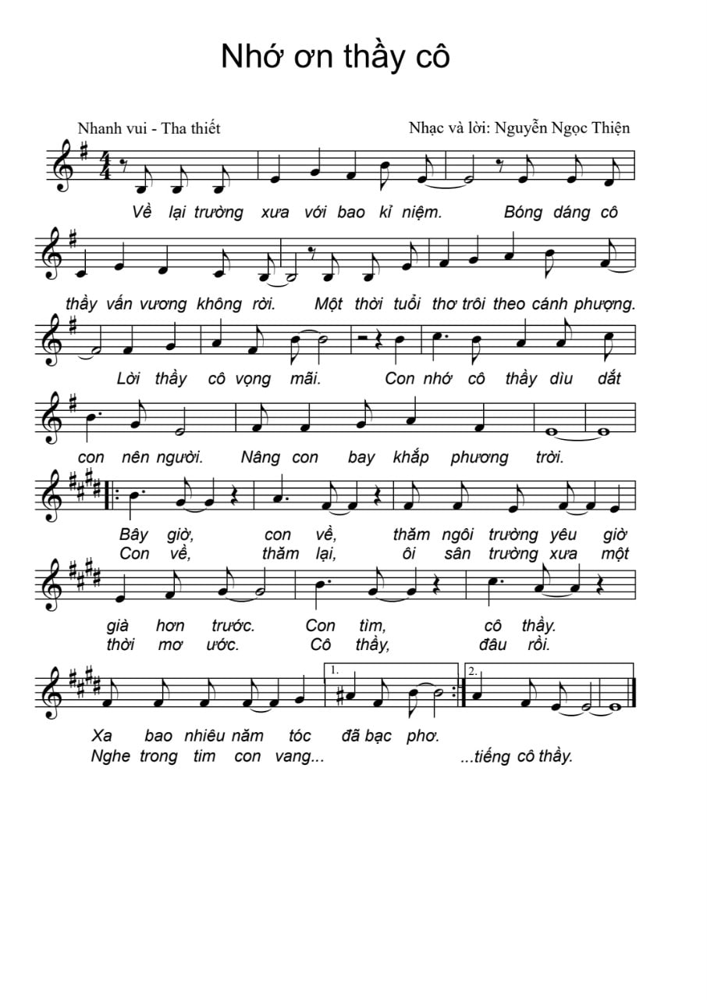 Nhớ ơn thầy cô
Nhanh vui - Tha thiết
Nhạc và lời: Nguyễn Ngọc Thiện
4
4
Về lại trường xưa với bao kỉ niệm. Bóng dáng cô
thầy vấn vương không rời. Một thời tuổi thơ trôi theo cánh phượng.
Lời thầy cô vọng mãi. Con nhớ cô thầy dìu dắt
con nên người. Nâng con bay khắp phương trời.
Bây giờ, con về, thăm ngôi trường yêu giờ
Con về, thăm lại, ôi sân trường xưa một
già hơn trước. Con tìm, cô thầy.
thời mơ ước. Cô thầy, đâu rồi.
1. 2.
Xa bao nhiêu năm tóc đã bạc phơ.
Nghe trong tim con vang... ...tiếng cô thầy.